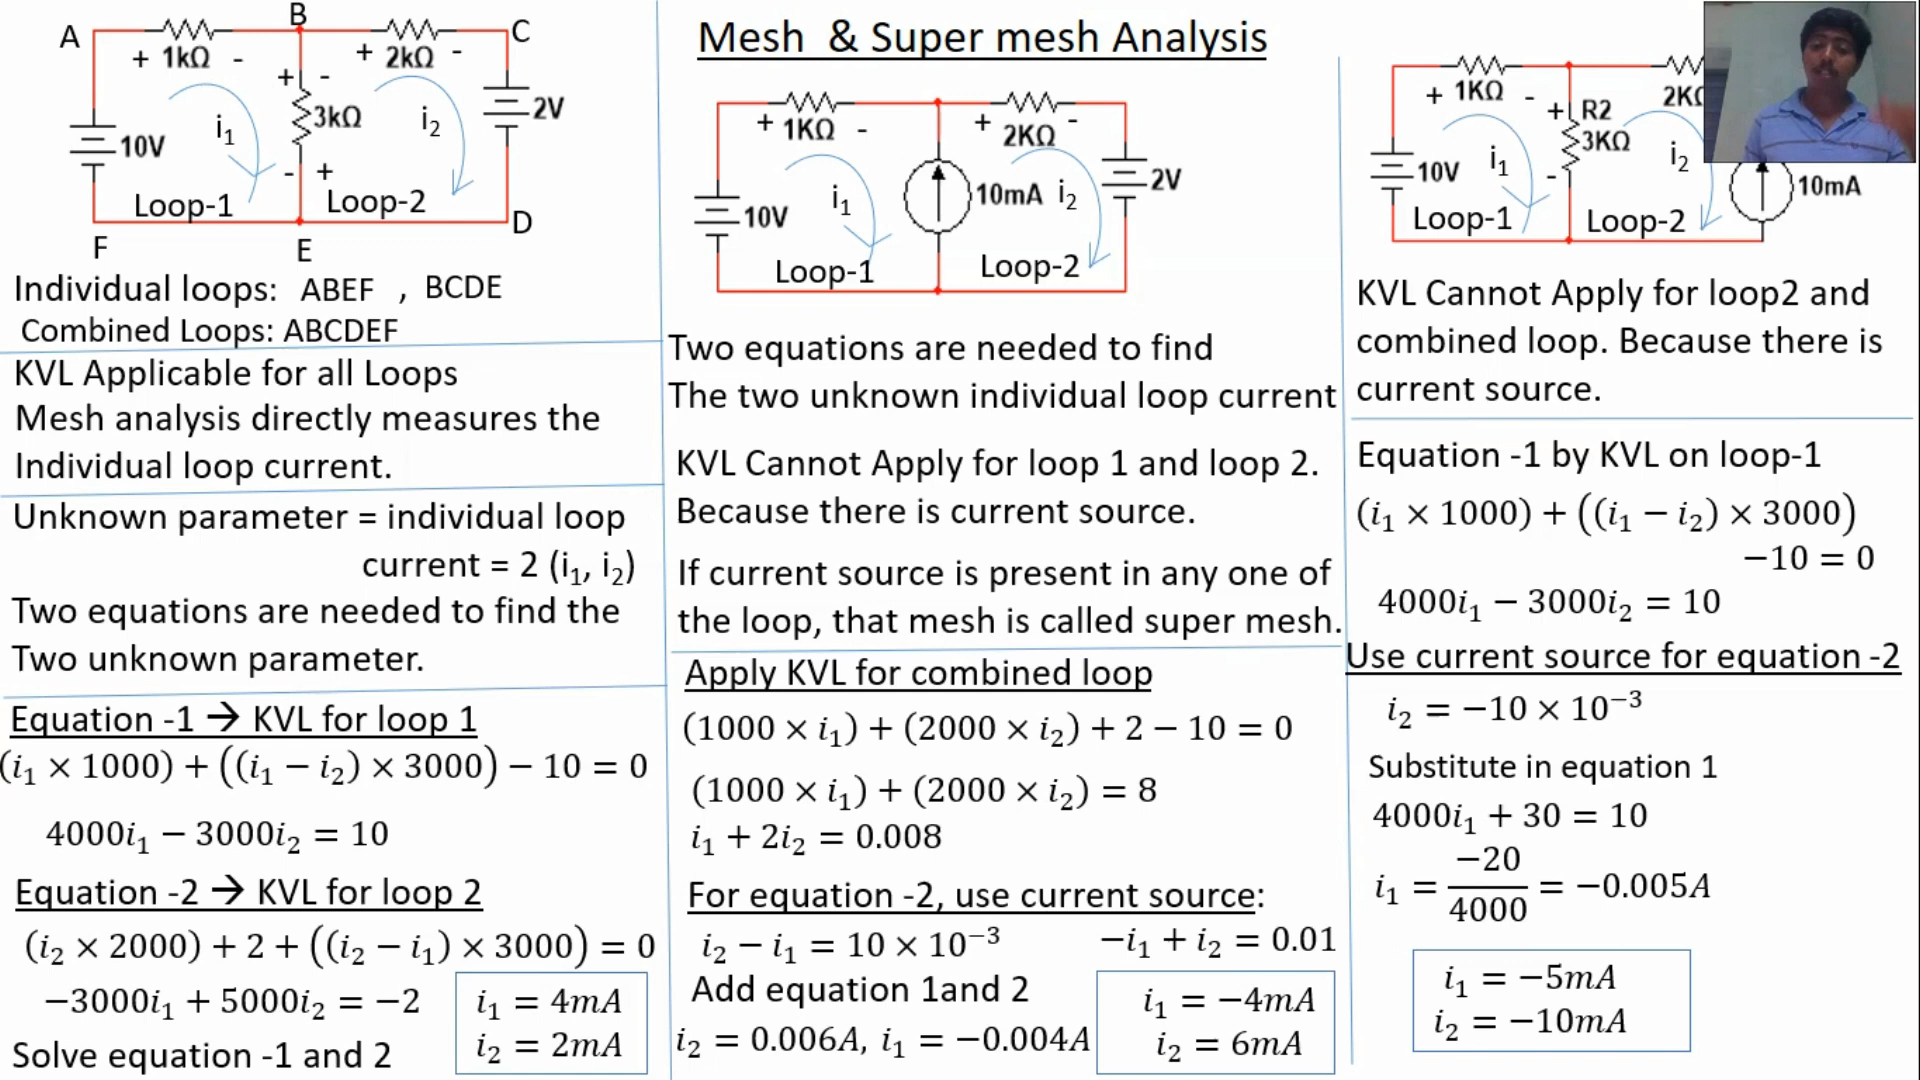 Mesh & Super mesh Analysis
A
B
C
+ 1kΩ -
+ 2kΩ -
+ -
3kΩ
10V
2V
i₁
i₂
- +
Loop-1
Loop-2
F
E
D
Individual loops: ABEF , BCDE
Combined Loops: ABCDEF
KVL Applicable for all Loops
Mesh analysis directly measures the
Individual loop current.
Unknown parameter = individual loop
current = 2 (i₁, i₂)
Two equations are needed to find the
Two unknown parameter.
Equation -1 → KVL for loop 1
(i₁ × 1000) + ((i₁ − i₂) × 3000) − 10 = 0
4000i₁ − 3000i₂ = 10
Equation -2 → KVL for loop 2
(i₂ × 2000) + 2 + ((i₂ − i₁) × 3000) = 0
−3000i₁ + 5000i₂ = −2
Solve equation -1 and 2
i₁ = 4mA
i₂ = 2mA
+ 1KΩ -
+ 2KΩ -
10V
i₁
10mA
i₂
2V
Loop-1
Loop-2
Two equations are needed to find
The two unknown individual loop current
KVL Cannot Apply for loop 1 and loop 2.
Because there is current source.
If current source is present in any one of
the loop, that mesh is called super mesh.
Apply KVL for combined loop
(1000 × i₁) + (2000 × i₂) + 2 − 10 = 0
(1000 × i₁) + (2000 × i₂) = 8
i₁ + 2i₂ = 0.008
For equation -2, use current source:
i₂ − i₁ = 10 × 10⁻³
−i₁ + i₂ = 0.01
Add equation 1and 2
i₂ = 0.006A, i₁ = −0.004A
i₁ = −4mA
i₂ = 6mA
+ 1KΩ -
+ R2
3KΩ
-
10V
i₁
i₂
10mA
Loop-1
Loop-2
KVL Cannot Apply for loop2 and
combined loop. Because there is
current source.
Equation -1 by KVL on loop-1
(i₁ × 1000) + ((i₁ − i₂) × 3000)
−10 = 0
4000i₁ − 3000i₂ = 10
Use current source for equation -2
i₂ = −10 × 10⁻³
Substitute in equation 1
4000i₁ + 30 = 10
i₁ = −20/4000 = −0.005A
i₁ = −5mA
i₂ = −10mA